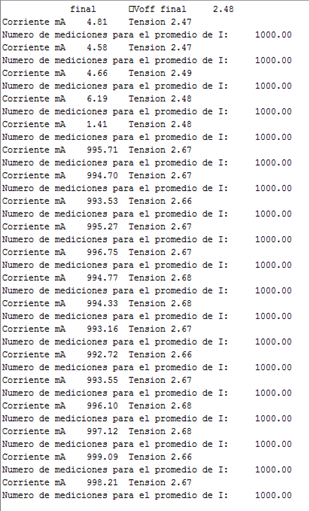 final Voff final 2.48
Corriente mA 4.81 Tension 2.47
Numero de mediciones para el promedio de I: 1000.00
Corriente mA 4.58 Tension 2.47
Numero de mediciones para el promedio de I: 1000.00
Corriente mA 4.66 Tension 2.49
Numero de mediciones para el promedio de I: 1000.00
Corriente mA 6.19 Tension 2.48
Numero de mediciones para el promedio de I: 1000.00
Corriente mA 1.41 Tension 2.48
Numero de mediciones para el promedio de I: 1000.00
Corriente mA 995.71 Tension 2.67
Numero de mediciones para el promedio de I: 1000.00
Corriente mA 994.70 Tension 2.67
Numero de mediciones para el promedio de I: 1000.00
Corriente mA 993.53 Tension 2.66
Numero de mediciones para el promedio de I: 1000.00
Corriente mA 995.27 Tension 2.67
Numero de mediciones para el promedio de I: 1000.00
Corriente mA 996.75 Tension 2.67
Numero de mediciones para el promedio de I: 1000.00
Corriente mA 994.77 Tension 2.68
Numero de mediciones para el promedio de I: 1000.00
Corriente mA 994.33 Tension 2.68
Numero de mediciones para el promedio de I: 1000.00
Corriente mA 993.16 Tension 2.67
Numero de mediciones para el promedio de I: 1000.00
Corriente mA 992.72 Tension 2.66
Numero de mediciones para el promedio de I: 1000.00
Corriente mA 993.55 Tension 2.67
Numero de mediciones para el promedio de I: 1000.00
Corriente mA 996.10 Tension 2.68
Numero de mediciones para el promedio de I: 1000.00
Corriente mA 997.12 Tension 2.68
Numero de mediciones para el promedio de I: 1000.00
Corriente mA 999.09 Tension 2.66
Numero de mediciones para el promedio de I: 1000.00
Corriente mA 998.21 Tension 2.67
Numero de mediciones para el promedio de I: 1000.00